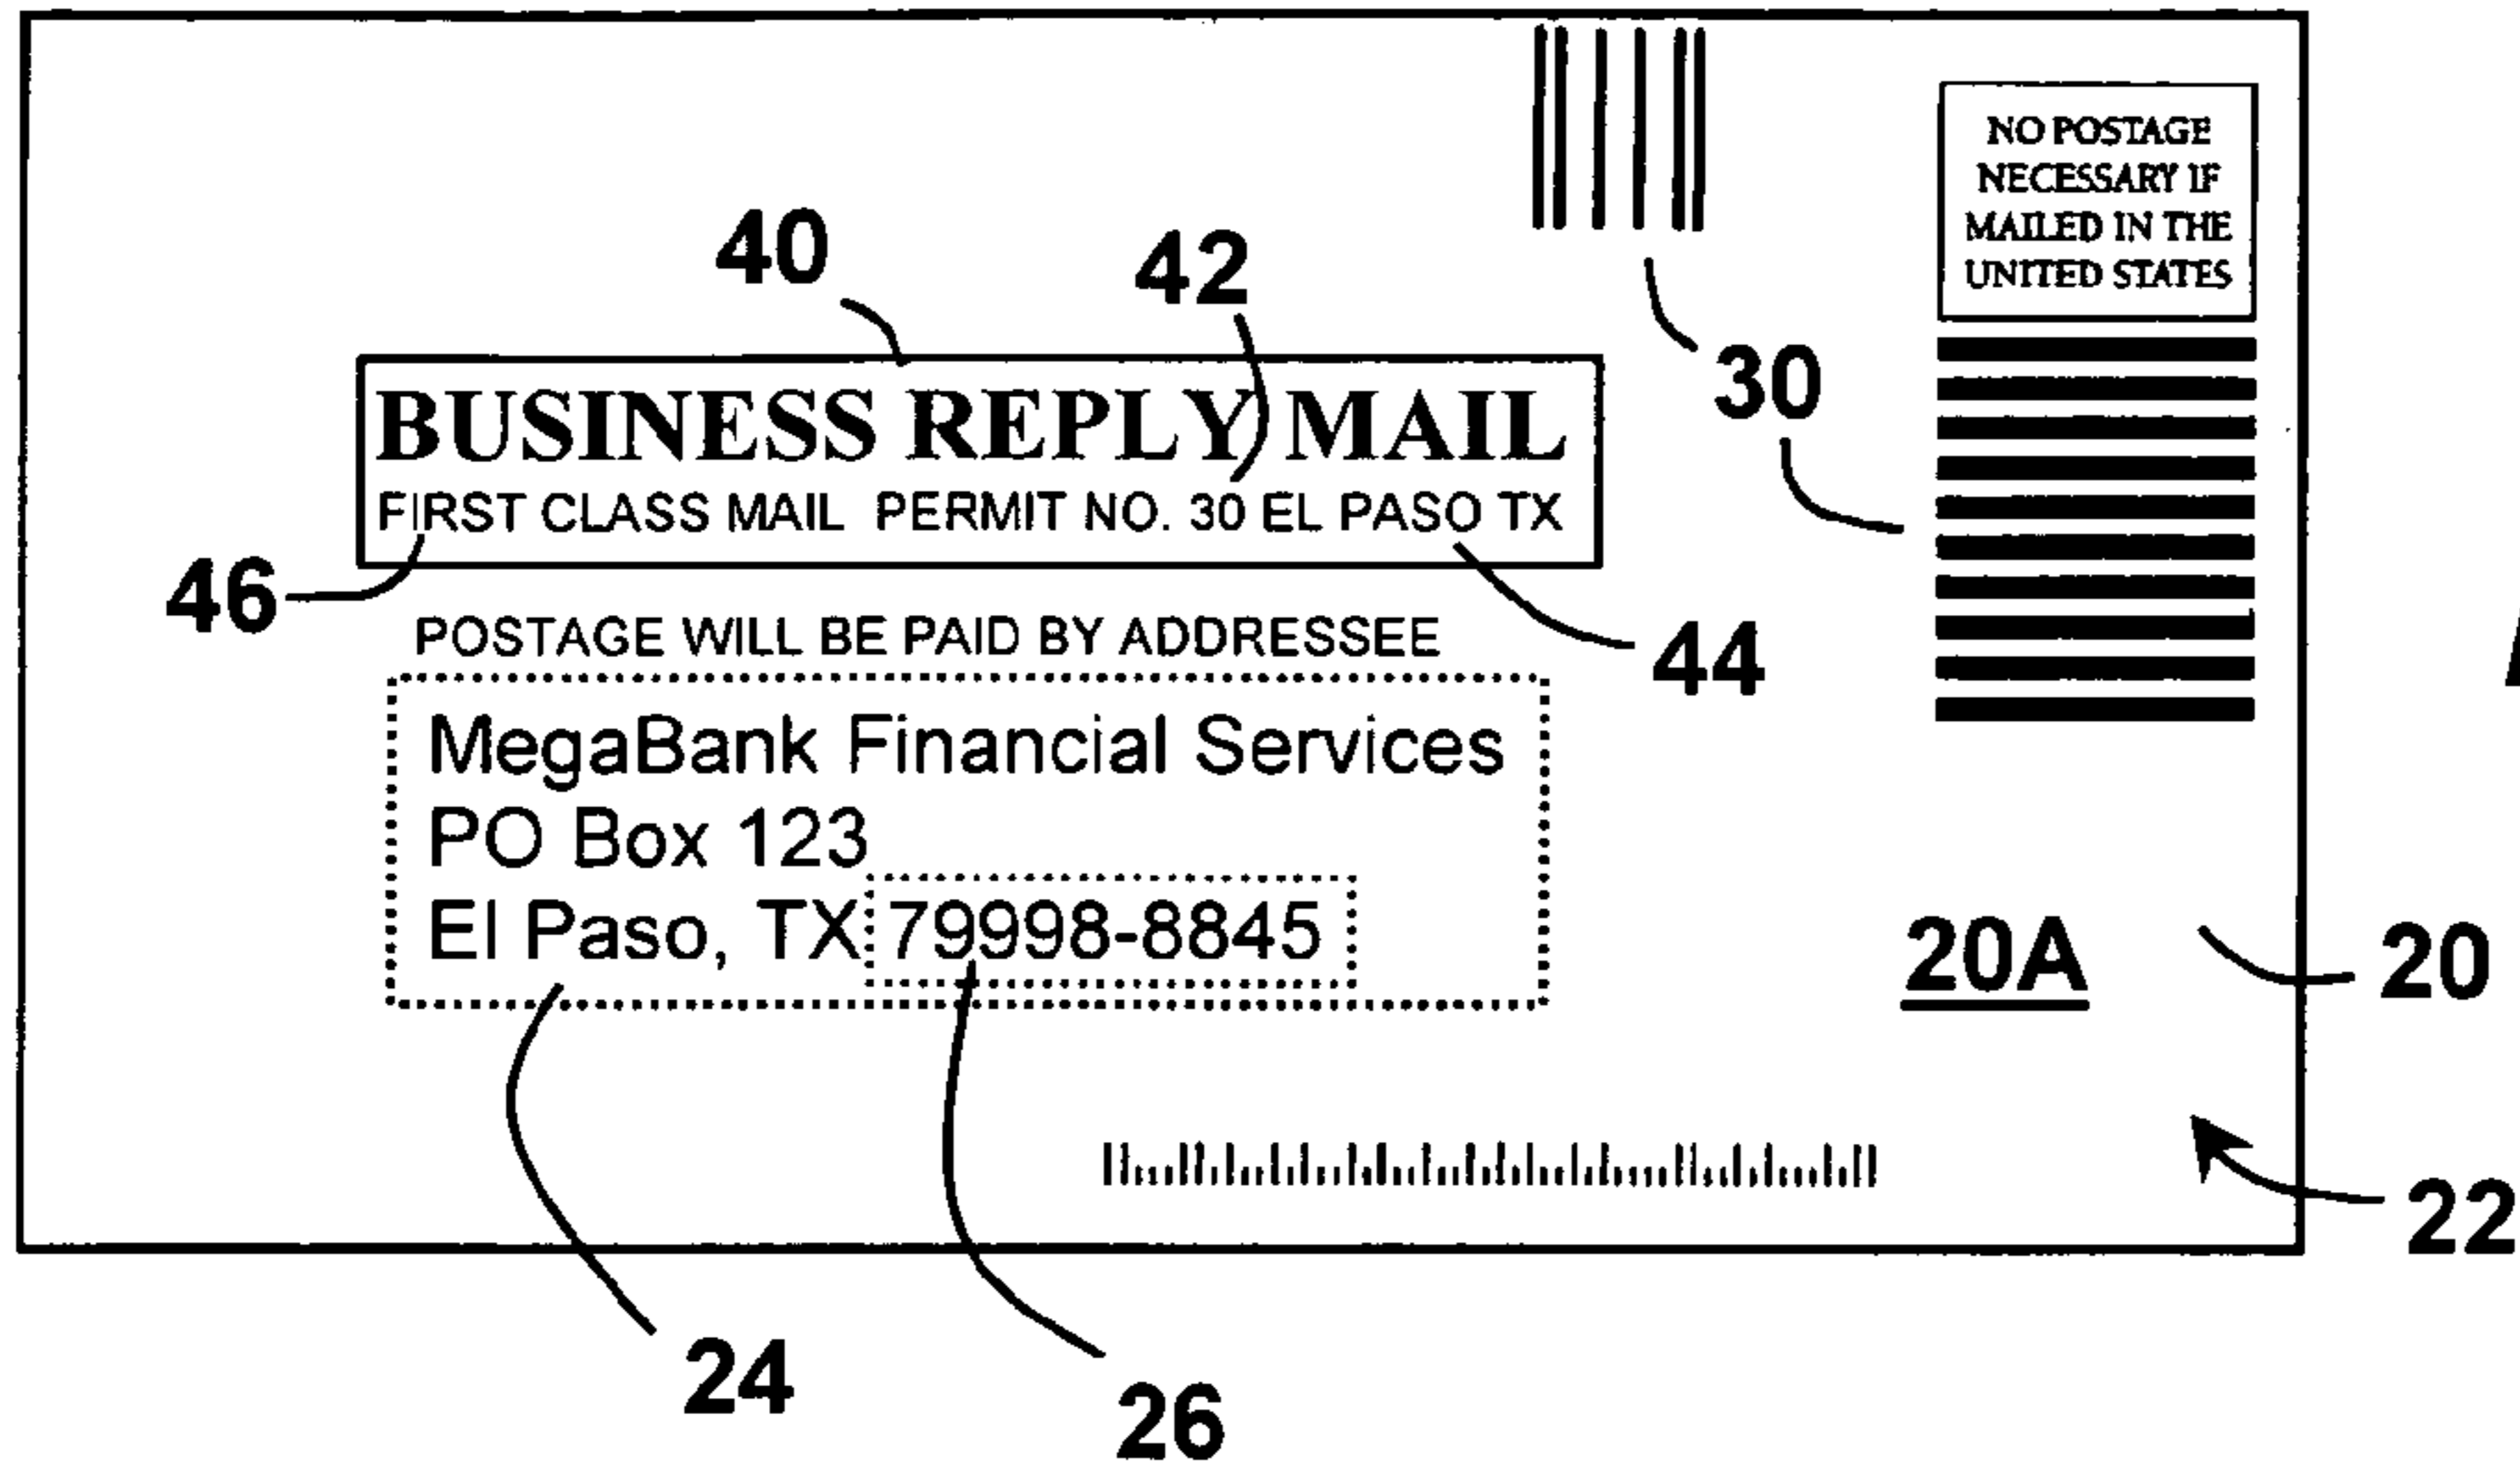 NO POSTAGE
NECESSARY IF
MAILED IN THE
UNITED STATES
40
42
30
BUSINESS REPLY MAIL
FIRST CLASS MAIL PERMIT NO. 30 EL PASO TX
46
POSTAGE WILL BE PAID BY ADDRESSEE
44
MegaBank Financial Services
PO Box 123
El Paso, TX 79998-8845
20A
20
22
24
26